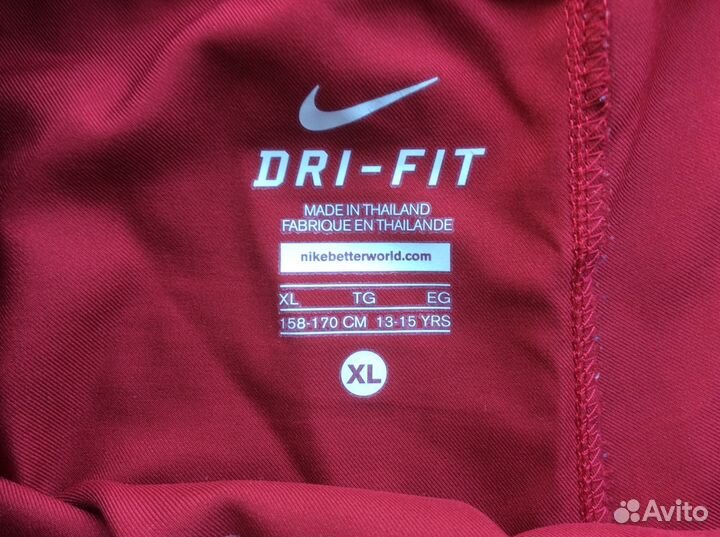 DRI-FIT
MADE IN THAILAND
FABRIQUE EN THAILANDE
nikebetterworld.com
XL TG EG
158-170 CM 13-15 YRS
XL
Avito